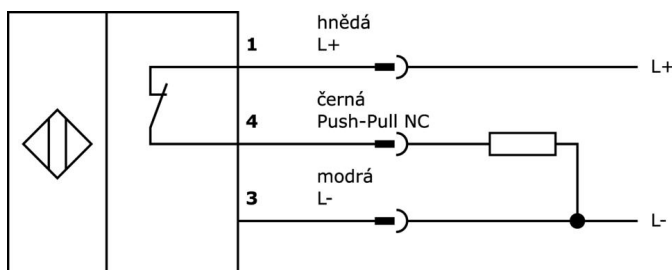 hnědá
1 L+
L+
černá
4 Push-Pull NC
modrá
3 L-
L-